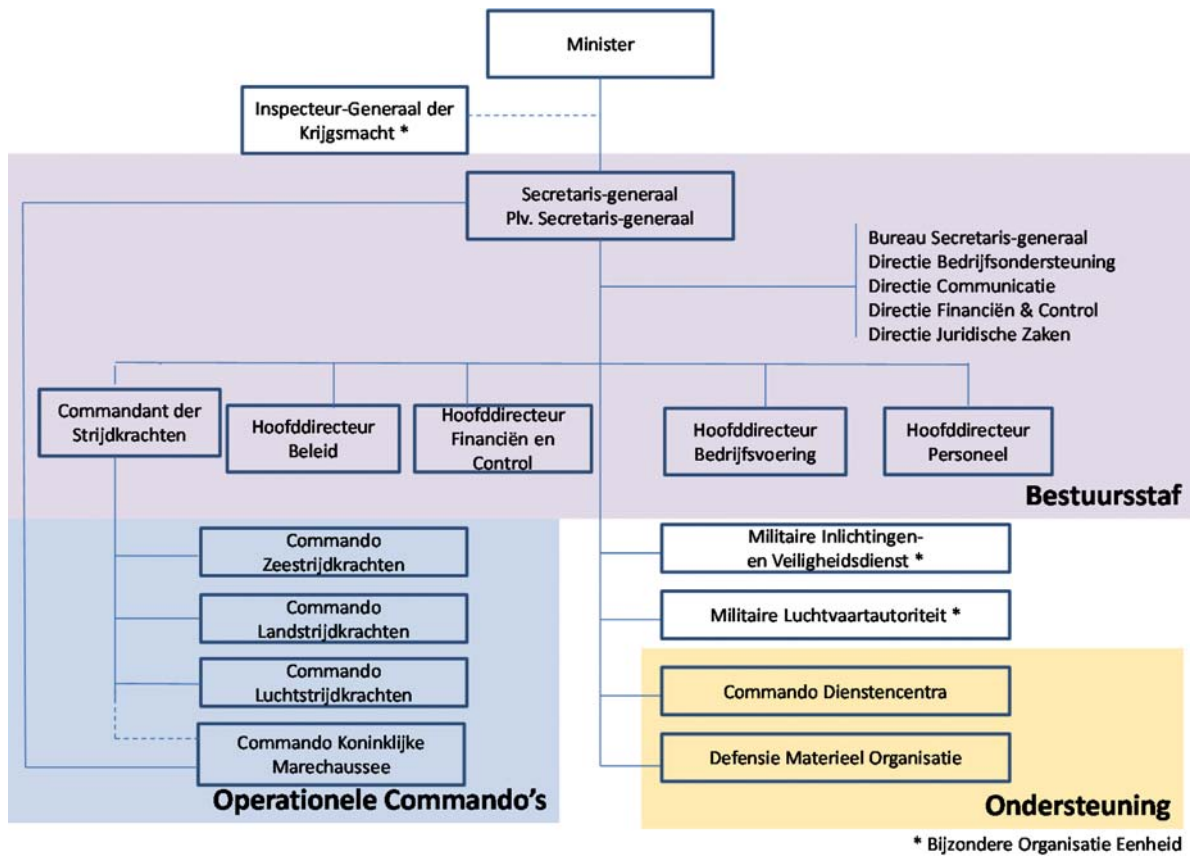 Minister
Inspecteur-Generaal der
Krijgsmacht *
Secretaris-generaal
Plv. Secretaris-generaal
Bureau Secretaris-generaal
Directie Bedrijfsondersteuning
Directie Communicatie
Directie Financiën & Control
Directie Juridische Zaken
Commandant der
Strijdkrachten
Hoofddirecteur
Beleid
Hoofddirecteur
Financiën en
Control
Hoofddirecteur
Bedrijfsvoering
Hoofddirecteur
Personeel
Bestuursstaf
Commando
Zeestrijdkrachten
Commando
Landstrijdkrachten
Commando
Luchtstrijdkrachten
Commando Koninklijke
Marechaussee
Operationele Commando's
Militaire Inlichtingen-
en Veiligheidsdienst *
Militaire Luchtvaartautoriteit *
Commando Dienstencentra
Defensie Materieel Organisatie
Ondersteuning
* Bijzondere Organisatie Eenheid